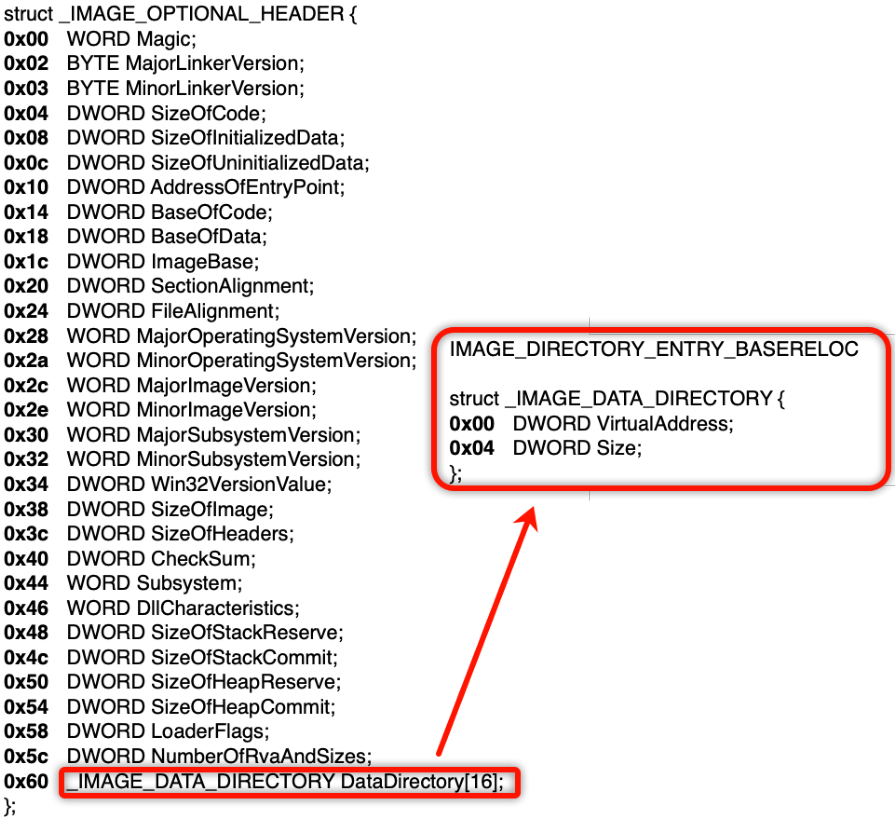 struct _IMAGE_OPTIONAL_HEADER {
0x00 WORD Magic;
0x02 BYTE MajorLinkerVersion;
0x03 BYTE MinorLinkerVersion;
0x04 DWORD SizeOfCode;
0x08 DWORD SizeOfInitializedData;
0x0c DWORD SizeOfUninitializedData;
0x10 DWORD AddressOfEntryPoint;
0x14 DWORD BaseOfCode;
0x18 DWORD BaseOfData;
0x1c DWORD ImageBase;
0x20 DWORD SectionAlignment;
0x24 DWORD FileAlignment;
0x28 WORD MajorOperatingSystemVersion;
0x2a WORD MinorOperatingSystemVersion;
0x2c WORD MajorImageVersion;
0x2e WORD MinorImageVersion;
0x30 WORD MajorSubsystemVersion;
0x32 WORD MinorSubsystemVersion;
0x34 DWORD Win32VersionValue;
0x38 DWORD SizeOfImage;
0x3c DWORD SizeOfHeaders;
0x40 DWORD CheckSum;
0x44 WORD Subsystem;
0x46 WORD DllCharacteristics;
0x48 DWORD SizeOfStackReserve;
0x4c DWORD SizeOfStackCommit;
0x50 DWORD SizeOfHeapReserve;
0x54 DWORD SizeOfHeapCommit;
0x58 DWORD LoaderFlags;
0x5c DWORD NumberOfRvaAndSizes;
0x60 _IMAGE_DATA_DIRECTORY DataDirectory[16];
};
IMAGE_DIRECTORY_ENTRY_BASERELOC
struct _IMAGE_DATA_DIRECTORY {
0x00 DWORD VirtualAddress;
0x04 DWORD Size;
};